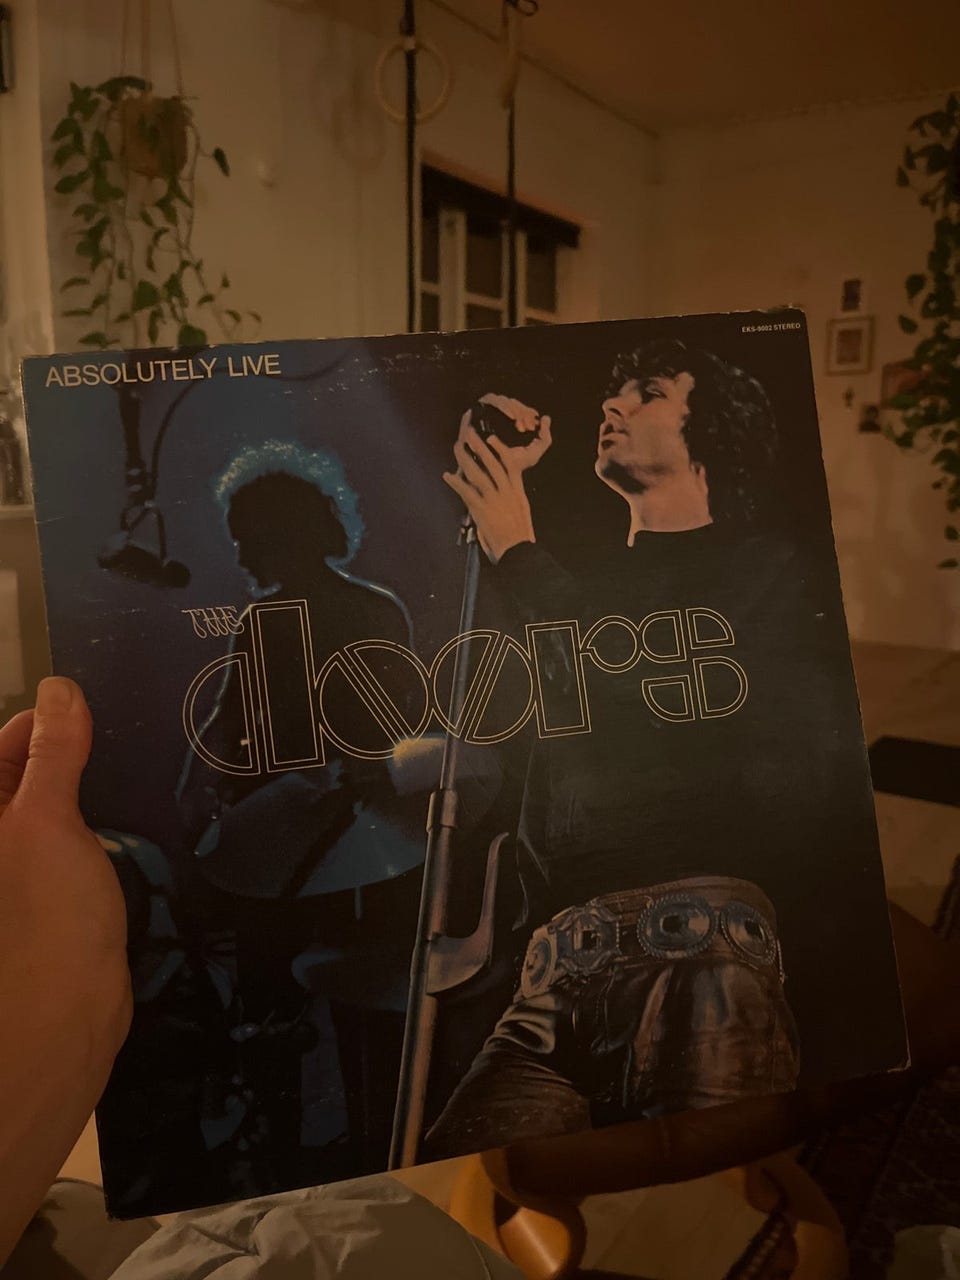 ABSOLUTELY LIVE
EKS-9002 STEREO
THE
doors